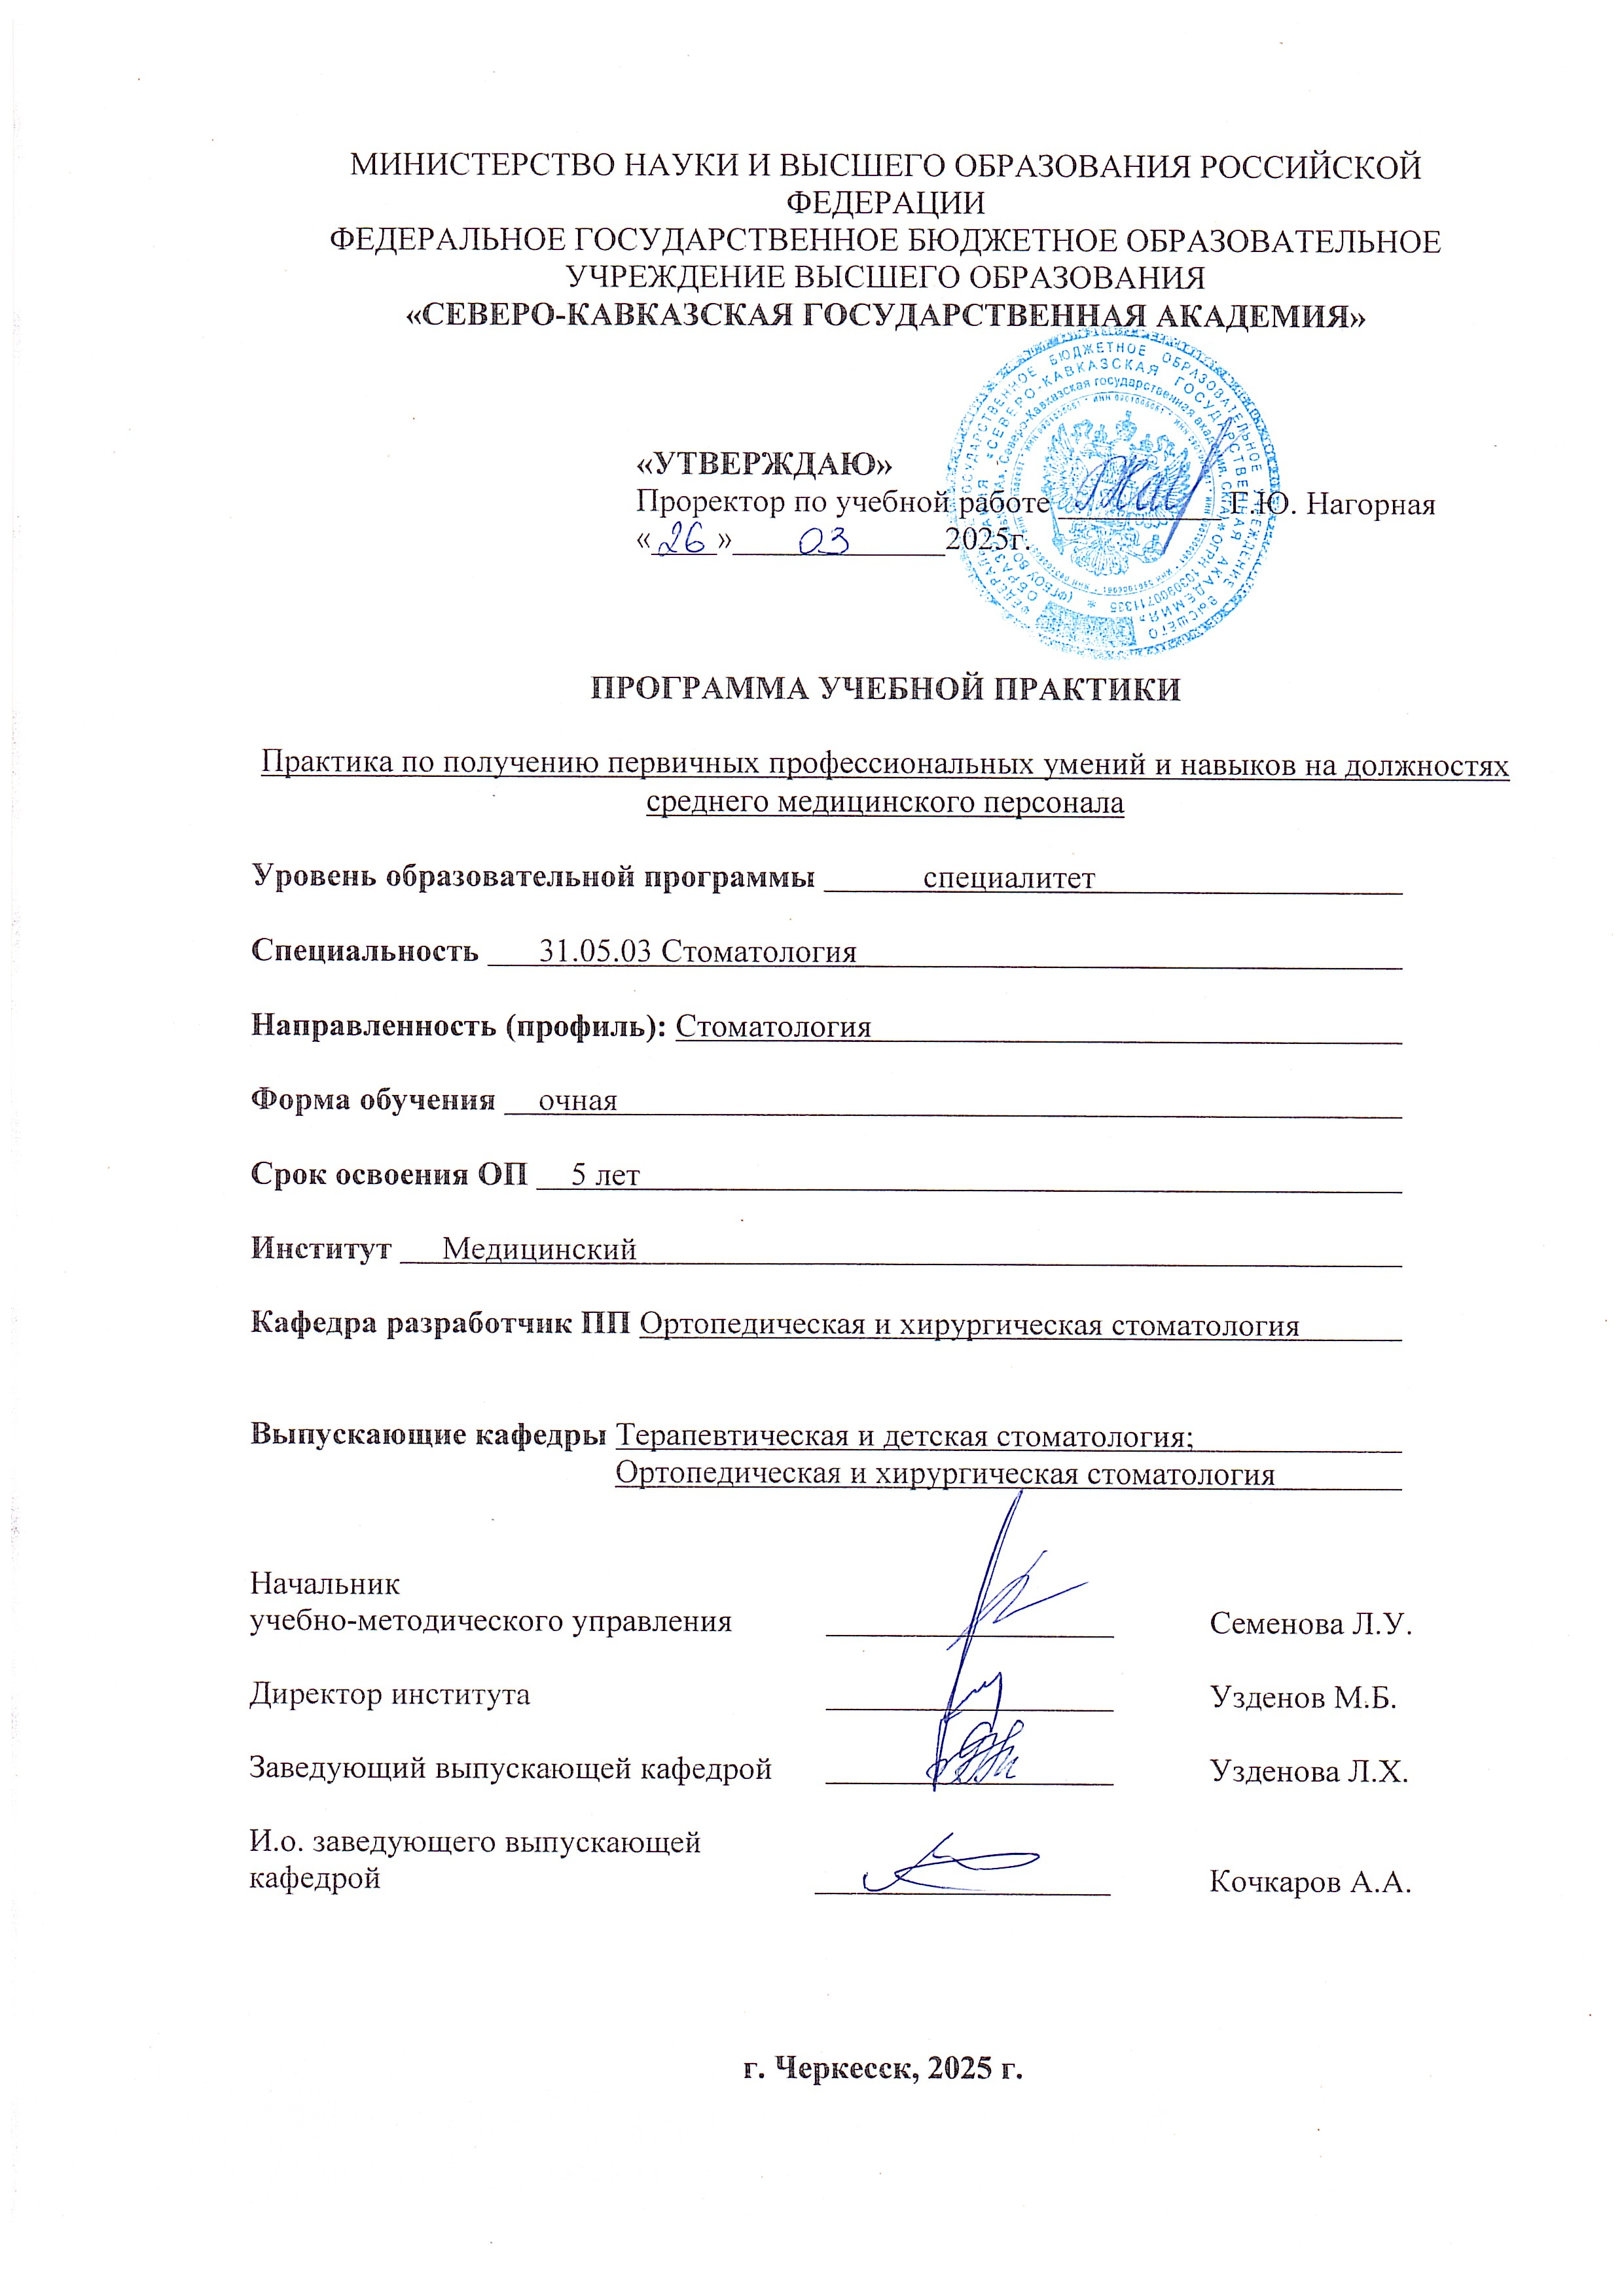 МИНИСТЕРСТВО НАУКИ И ВЫСШЕГО ОБРАЗОВАНИЯ РОССИЙСКОЙ
ФЕДЕРАЦИИ
ФЕДЕРАЛЬНОЕ ГОСУДАРСТВЕННОЕ БЮДЖЕТНОЕ ОБРАЗОВАТЕЛЬНОЕ
УЧРЕЖДЕНИЕ ВЫСШЕГО ОБРАЗОВАНИЯ
«СЕВЕРО-КАВКАЗСКАЯ ГОСУДАРСТВЕННАЯ АКАДЕМИЯ»
«УТВЕРЖДАЮ»
Проректор по учебной работе Г.Ю. Нагорная
«26» 03 2025г.
ПРОГРАММА УЧЕБНОЙ ПРАКТИКИ
Практика по получению первичных профессиональных умений и навыков на должностях
среднего медицинского персонала
Уровень образовательной программы специалитет
Специальность 31.05.03 Стоматология
Направленность (профиль): Стоматология
Форма обучения очная
Срок освоения ОП 5 лет
Институт Медицинский
Кафедра разработчик ПП Ортопедическая и хирургическая стоматология
Выпускающие кафедры Терапевтическая и детская стоматология;
Ортопедическая и хирургическая стоматология
Начальник
учебно-методического управления Семенова Л.У.
Директор института Узденов М.Б.
Заведующий выпускающей кафедрой Узденова Л.Х.
И.о. заведующего выпускающей
кафедрой Кочкаров А.А.
г. Черкесск, 2025 г.